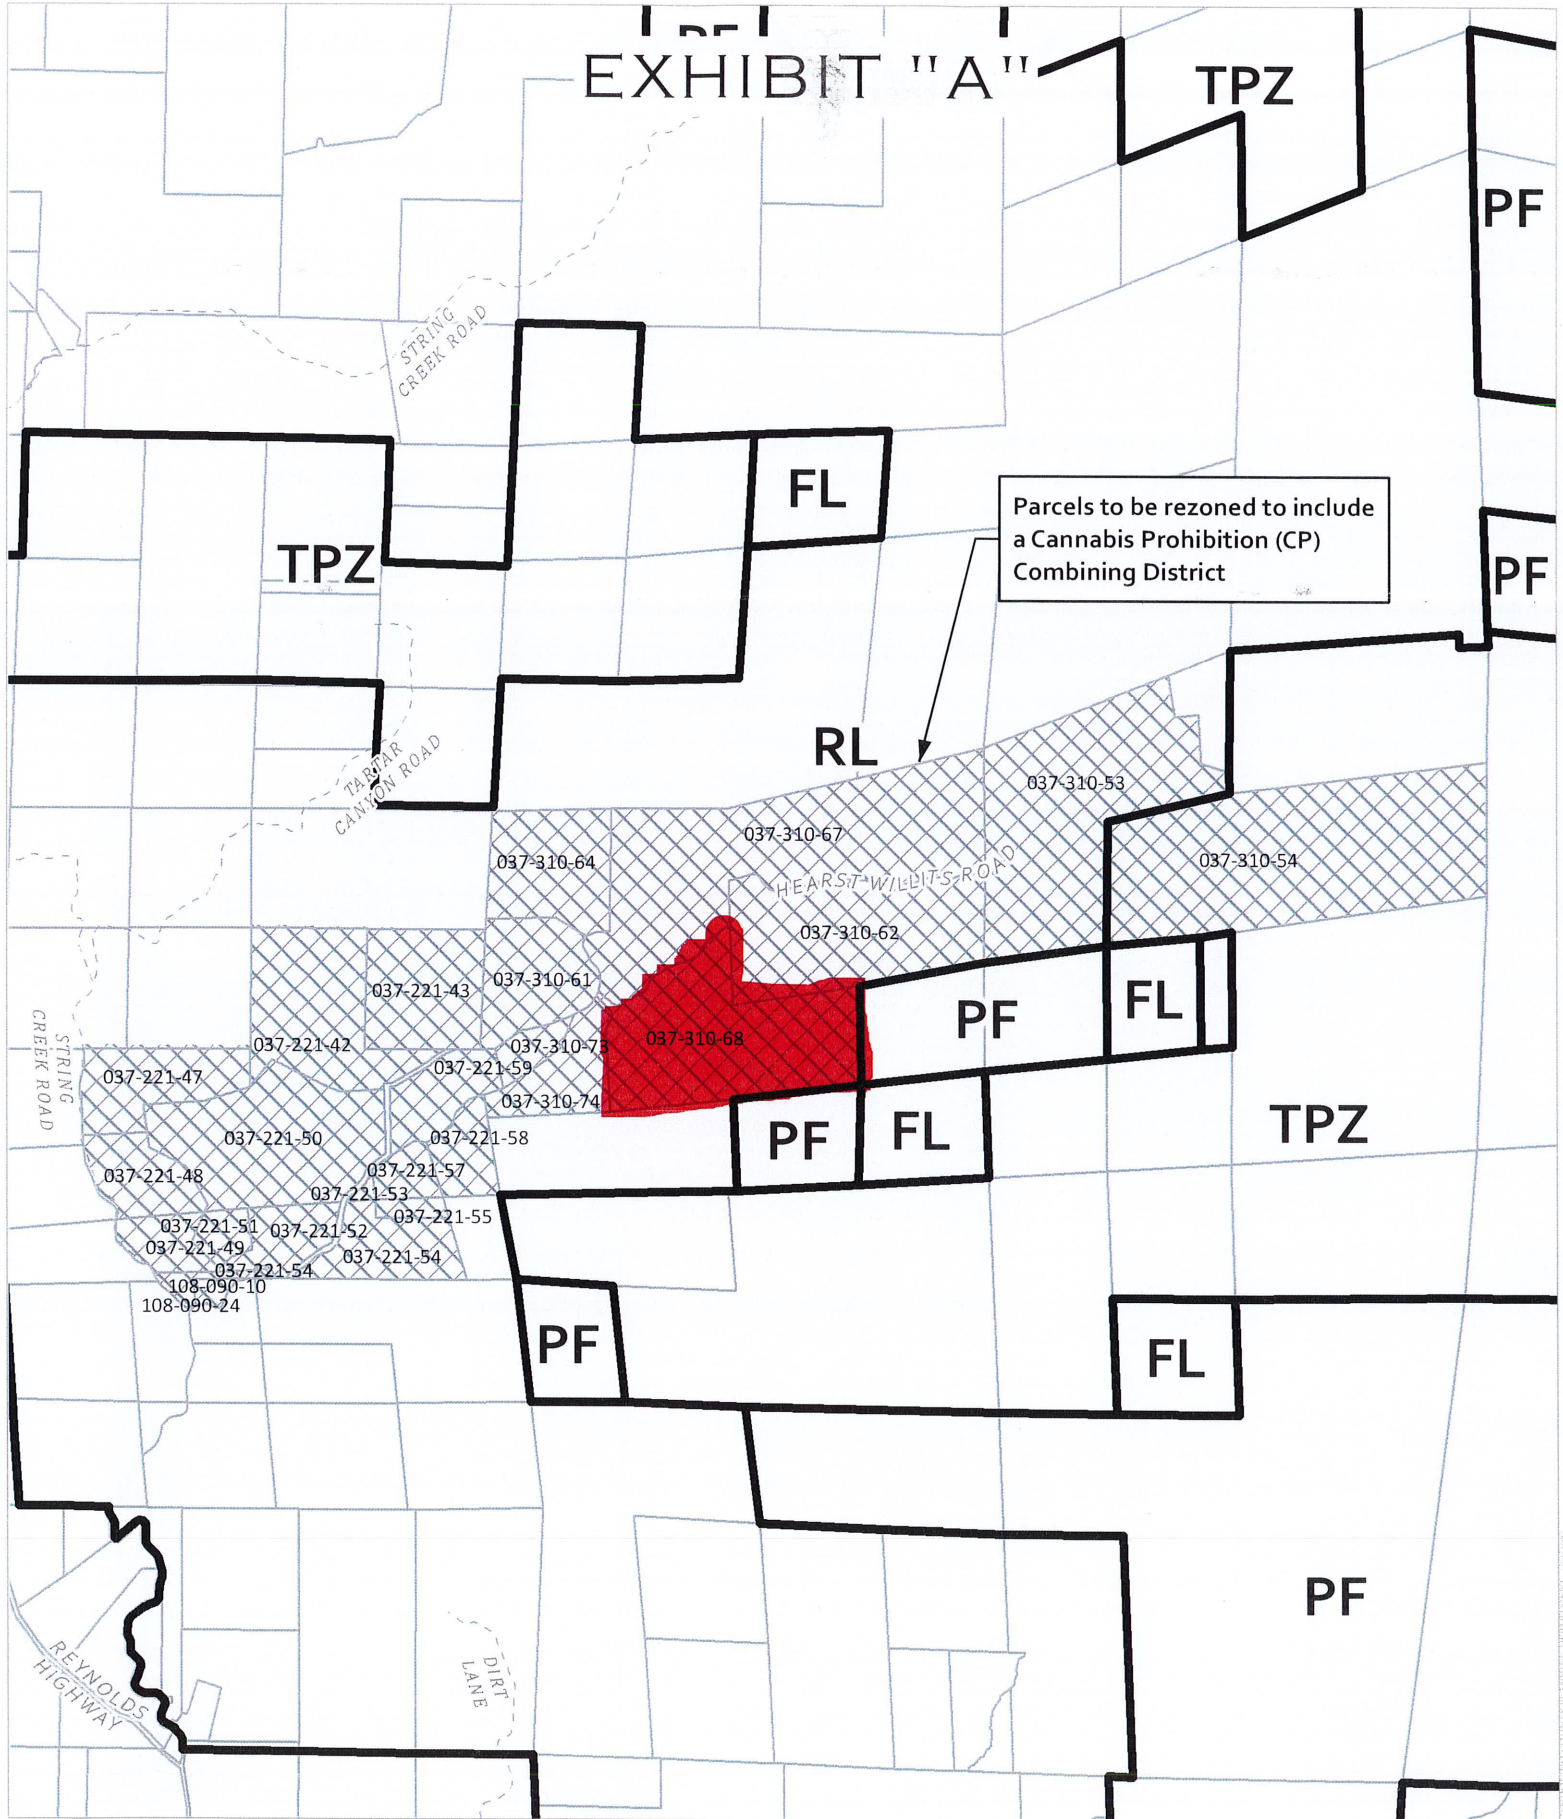 PF
EXHIBIT "A"
TPZ
PF
STRING
CREEK ROAD
FL
Parcels to be rezoned to include
a Cannabis Prohibition (CP)
Combining District
TPZ
PF
RL
TARTAR
CANYON ROAD
037-310-53
037-310-67
037-310-64
037-310-54
HEARST WILLITS ROAD
037-310-62
037-310-61
037-221-43
FL
PF
037-310-68
037-221-42
037-310-73
STRING
CREEK ROAD
037-221-59
037-221-47
037-310-74
TPZ
PF
FL
037-221-50
037-221-58
037-221-57
037-221-48
037-221-53
037-221-55
037-221-51
037-221-52
037-221-49
037-221-54
037-221-54
108-090-10
108-090-24
PF
FL
PF
REYNOLDS
HIGHWAY
DIRT
LANE